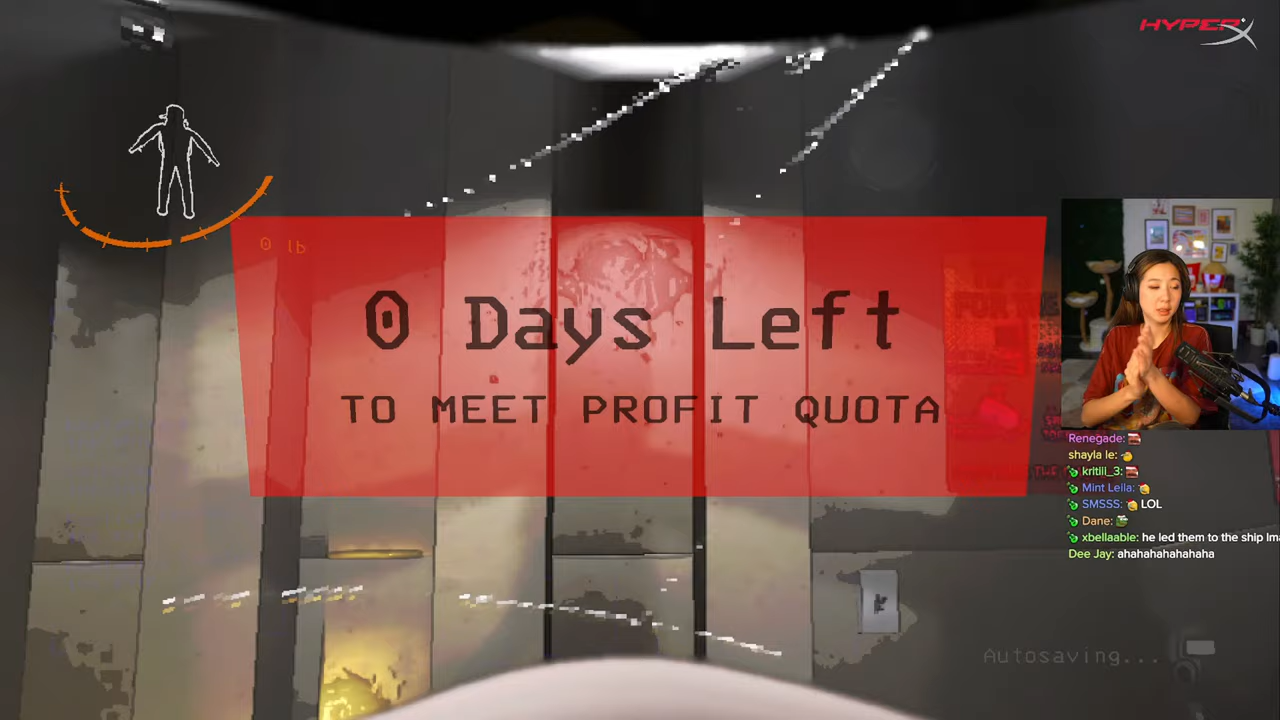 HYPERX
0 lb
0 Days Left
TO MEET PROFIT QUOTA
Renegade:
shayla le:
kritill_3:
Mint Leila:
SMSSS: LOL
Dane:
xbellaable: he led them to the ship lma
Dee Jay: ahahahahahahaha
Autosaving...